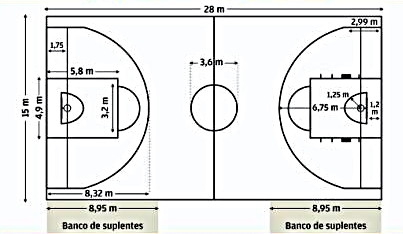 28 m
2,99 m
1,75
5,8 m
3,6 m
15 m
4,9 m
3,2 m
1,25 m
6,75 m
1,2
m
8,32 m
8,95 m
8,95 m
Banco de suplentes
Banco de suplentes